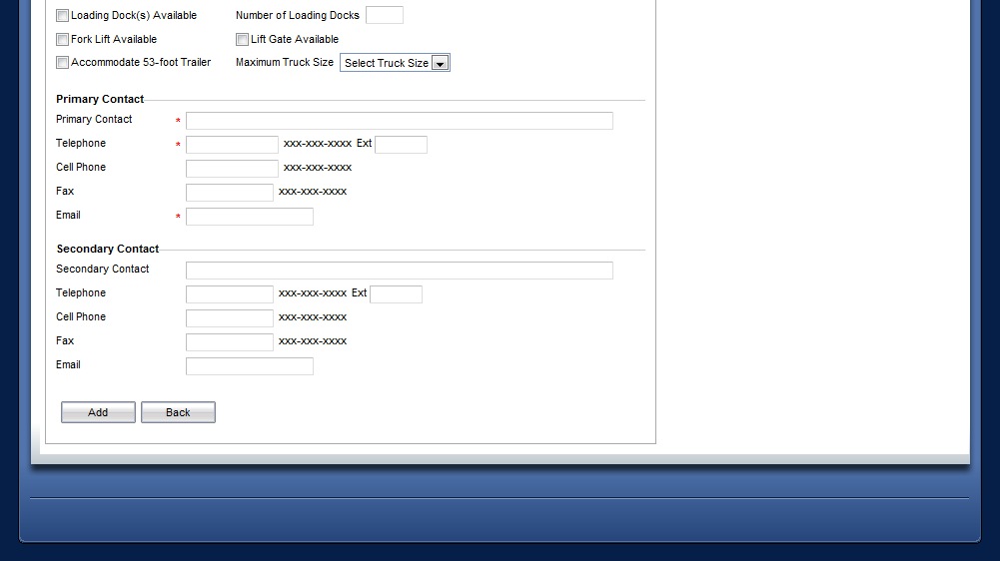 Loading Dock(s) Available Number of Loading Docks
Fork Lift Available Lift Gate Available
Accommodate 53-foot Trailer Maximum Truck Size Select Truck Size
Primary Contact
Primary Contact *
Telephone * xxx-xxx-xxxx Ext
Cell Phone xxx-xxx-xxxx
Fax xxx-xxx-xxxx
Email *
Secondary Contact
Secondary Contact
Telephone xxx-xxx-xxxx Ext
Cell Phone xxx-xxx-xxxx
Fax xxx-xxx-xxxx
Email
Add Back